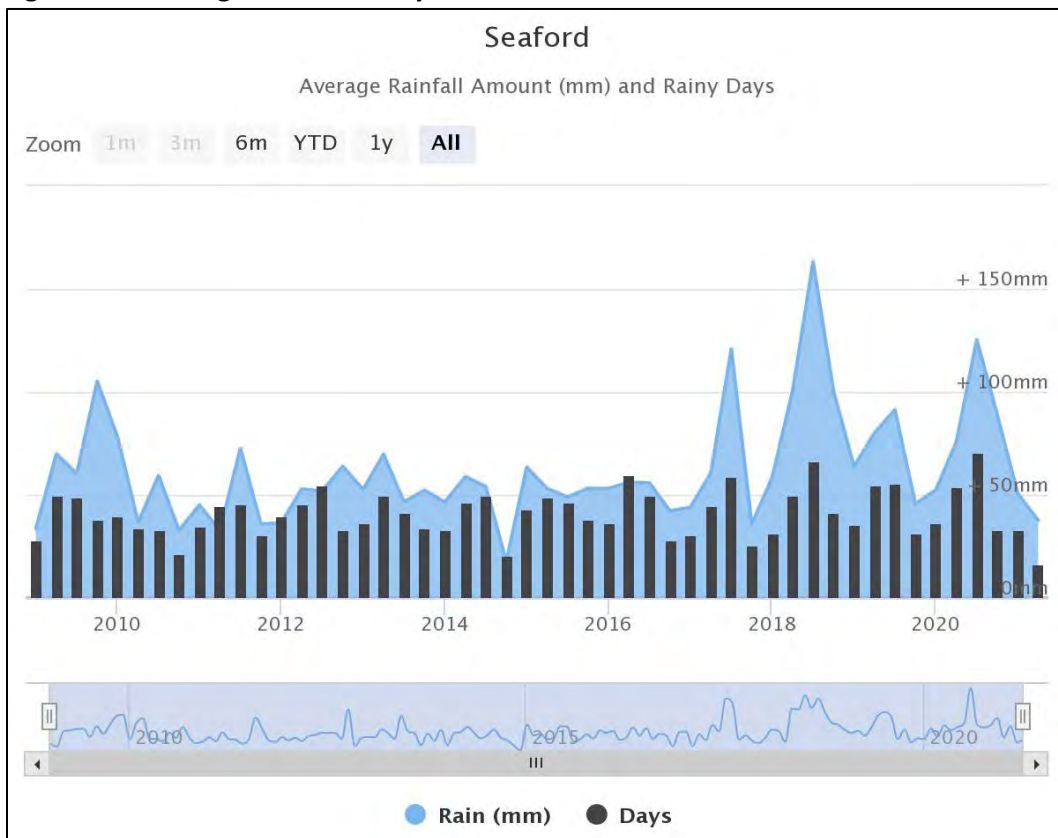 Seaford
Average Rainfall Amount (mm) and Rainy Days
Zoom 1m 3m 6m YTD 1y All
+ 150mm
+ 100mm
+ 50mm
0mm
2010 2012 2014 2016 2018 2020
2010 2015 2020
Rain (mm) Days